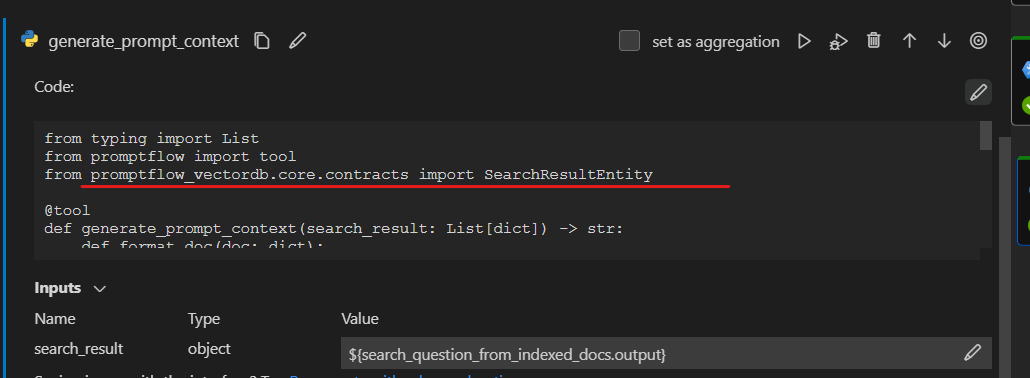 generate_prompt_context
set as aggregation
Code:
from typing import List
from promptflow import tool
from promptflow_vectordb.core.contracts import SearchResultEntity
@tool
def generate_prompt_context(search_result: List[dict]) -> str:
def format_doc(doc: dict):
Inputs
Name Type Value
search_result object ${search_question_from_indexed_docs.output}